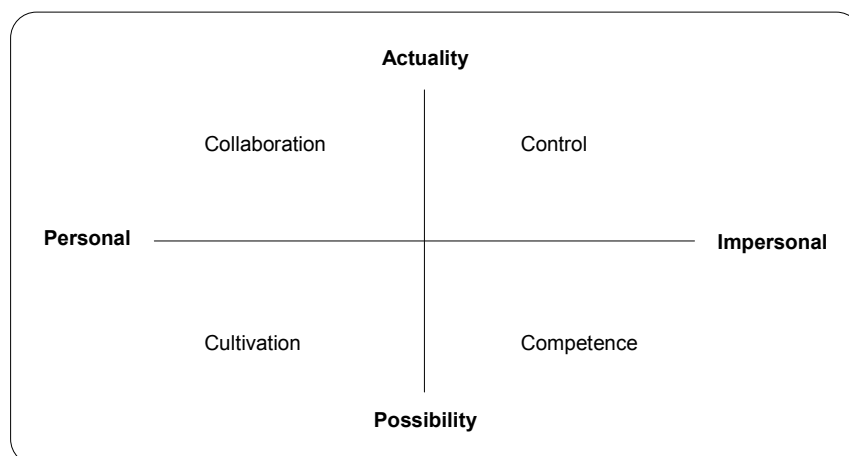 Actuality
Collaboration Control
Personal Impersonal
Cultivation Competence
Possibility